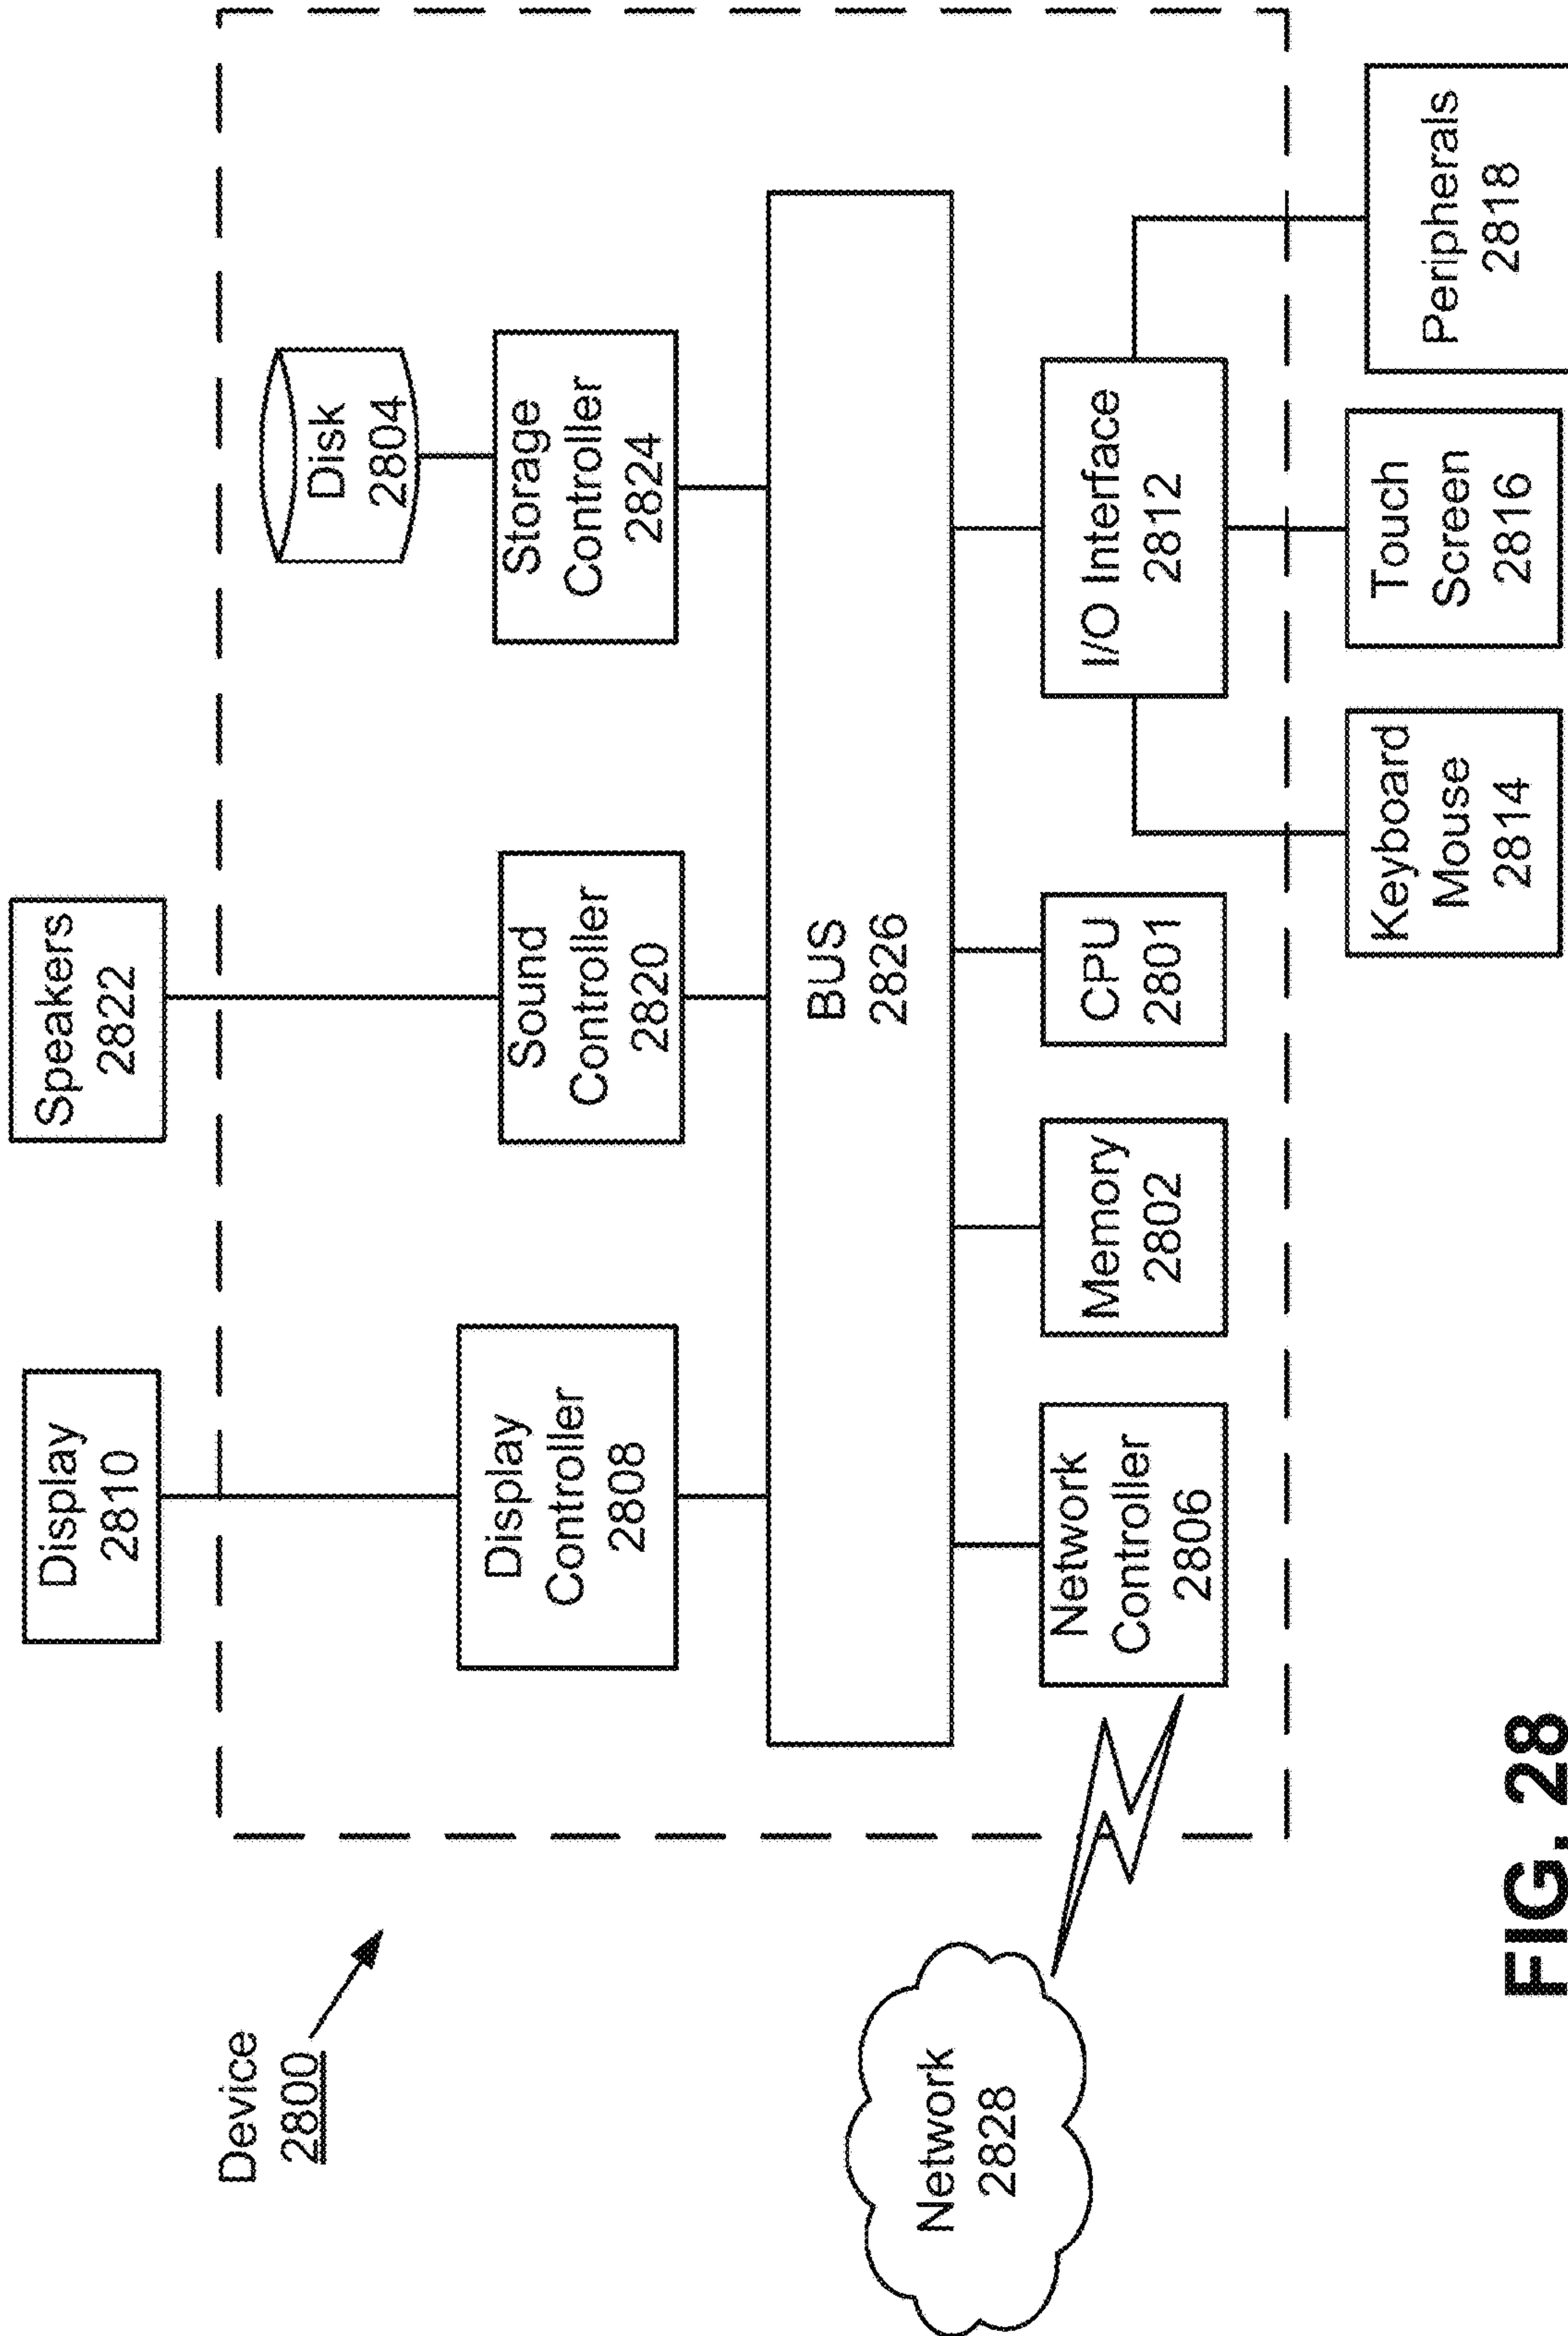 Device
2800
Display
2810
Speakers
2822
Disk
2804
Display
Controller
2808
Sound
Controller
2820
Storage
Controller
2824
BUS
2826
Network
2828
Network
Controller
2806
Memory
2802
CPU
2801
I/O Interface
2812
Keyboard
Mouse
2814
Touch
Screen
2816
Peripherals
2818
FIG. 28